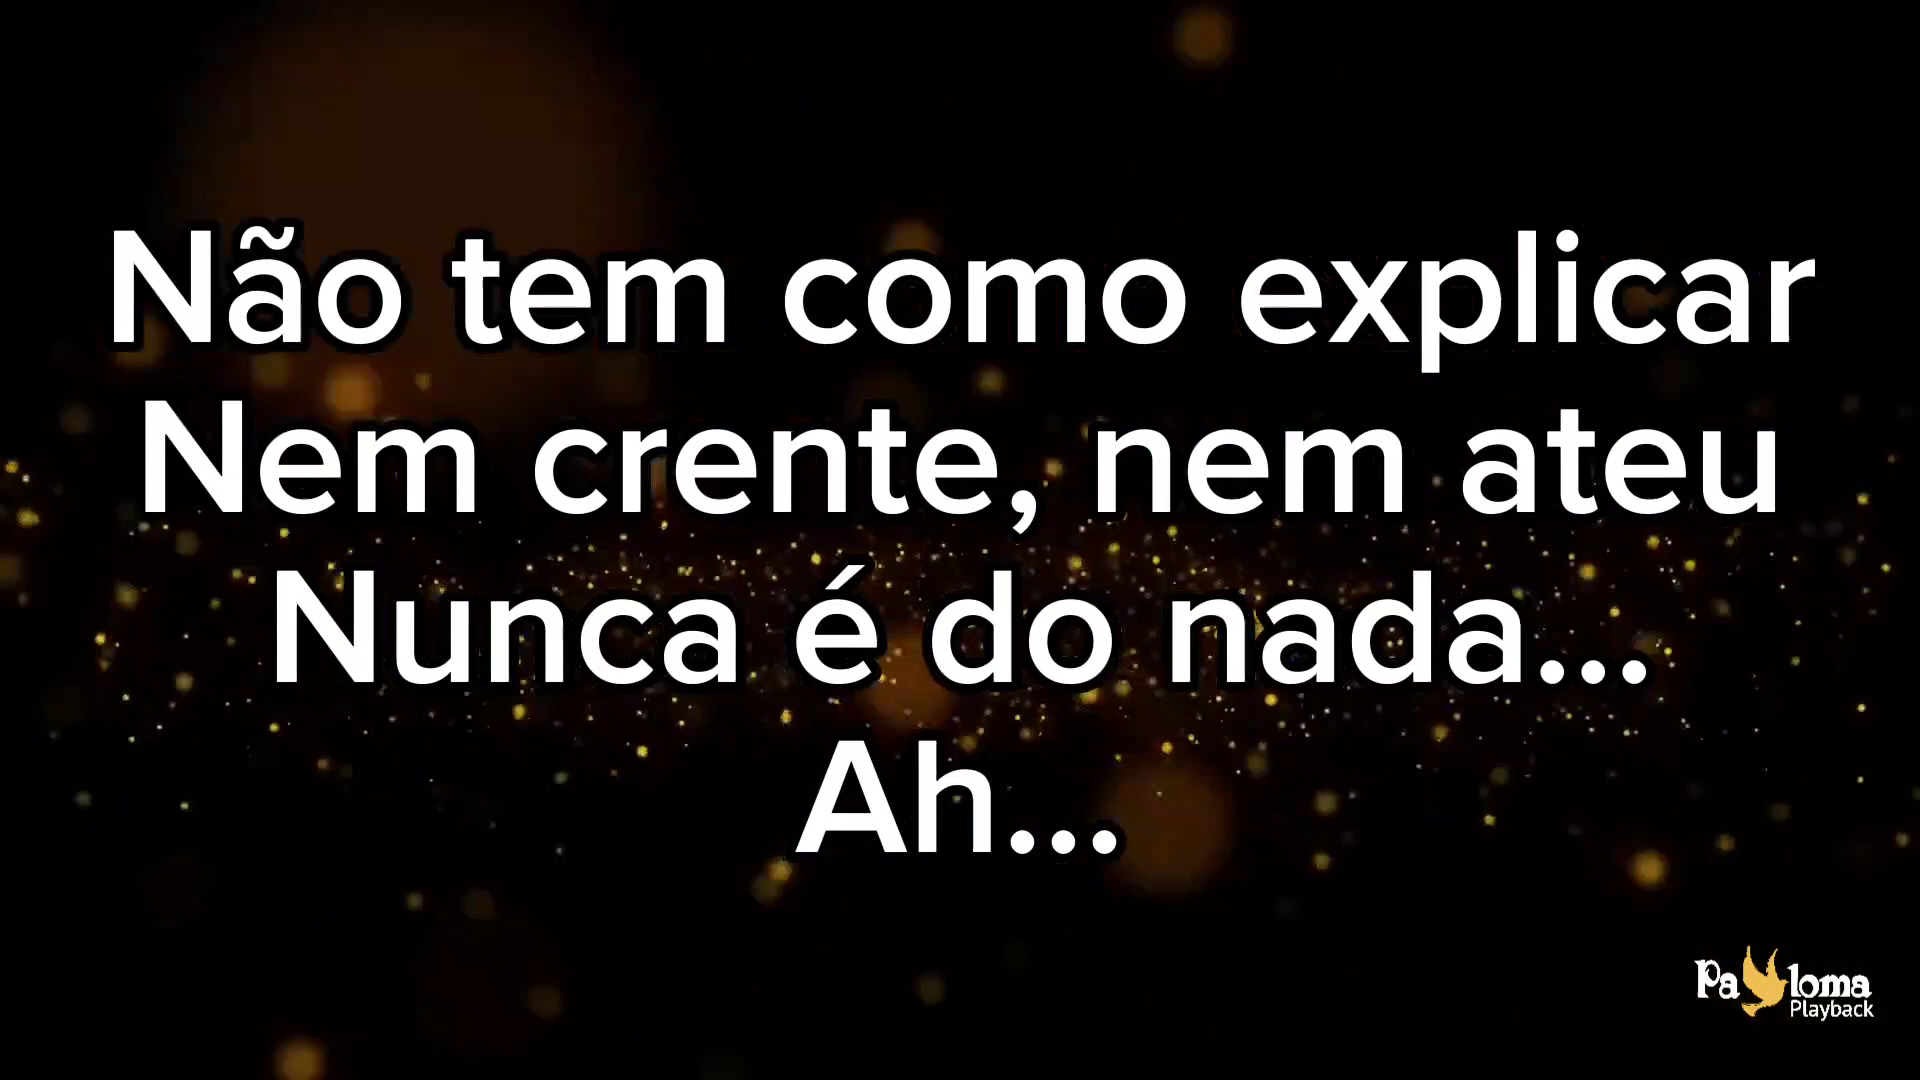 Não tem como explicar
Nem crente, nem ateu
Nunca é do nada...
Ah...
Paloma
Playback